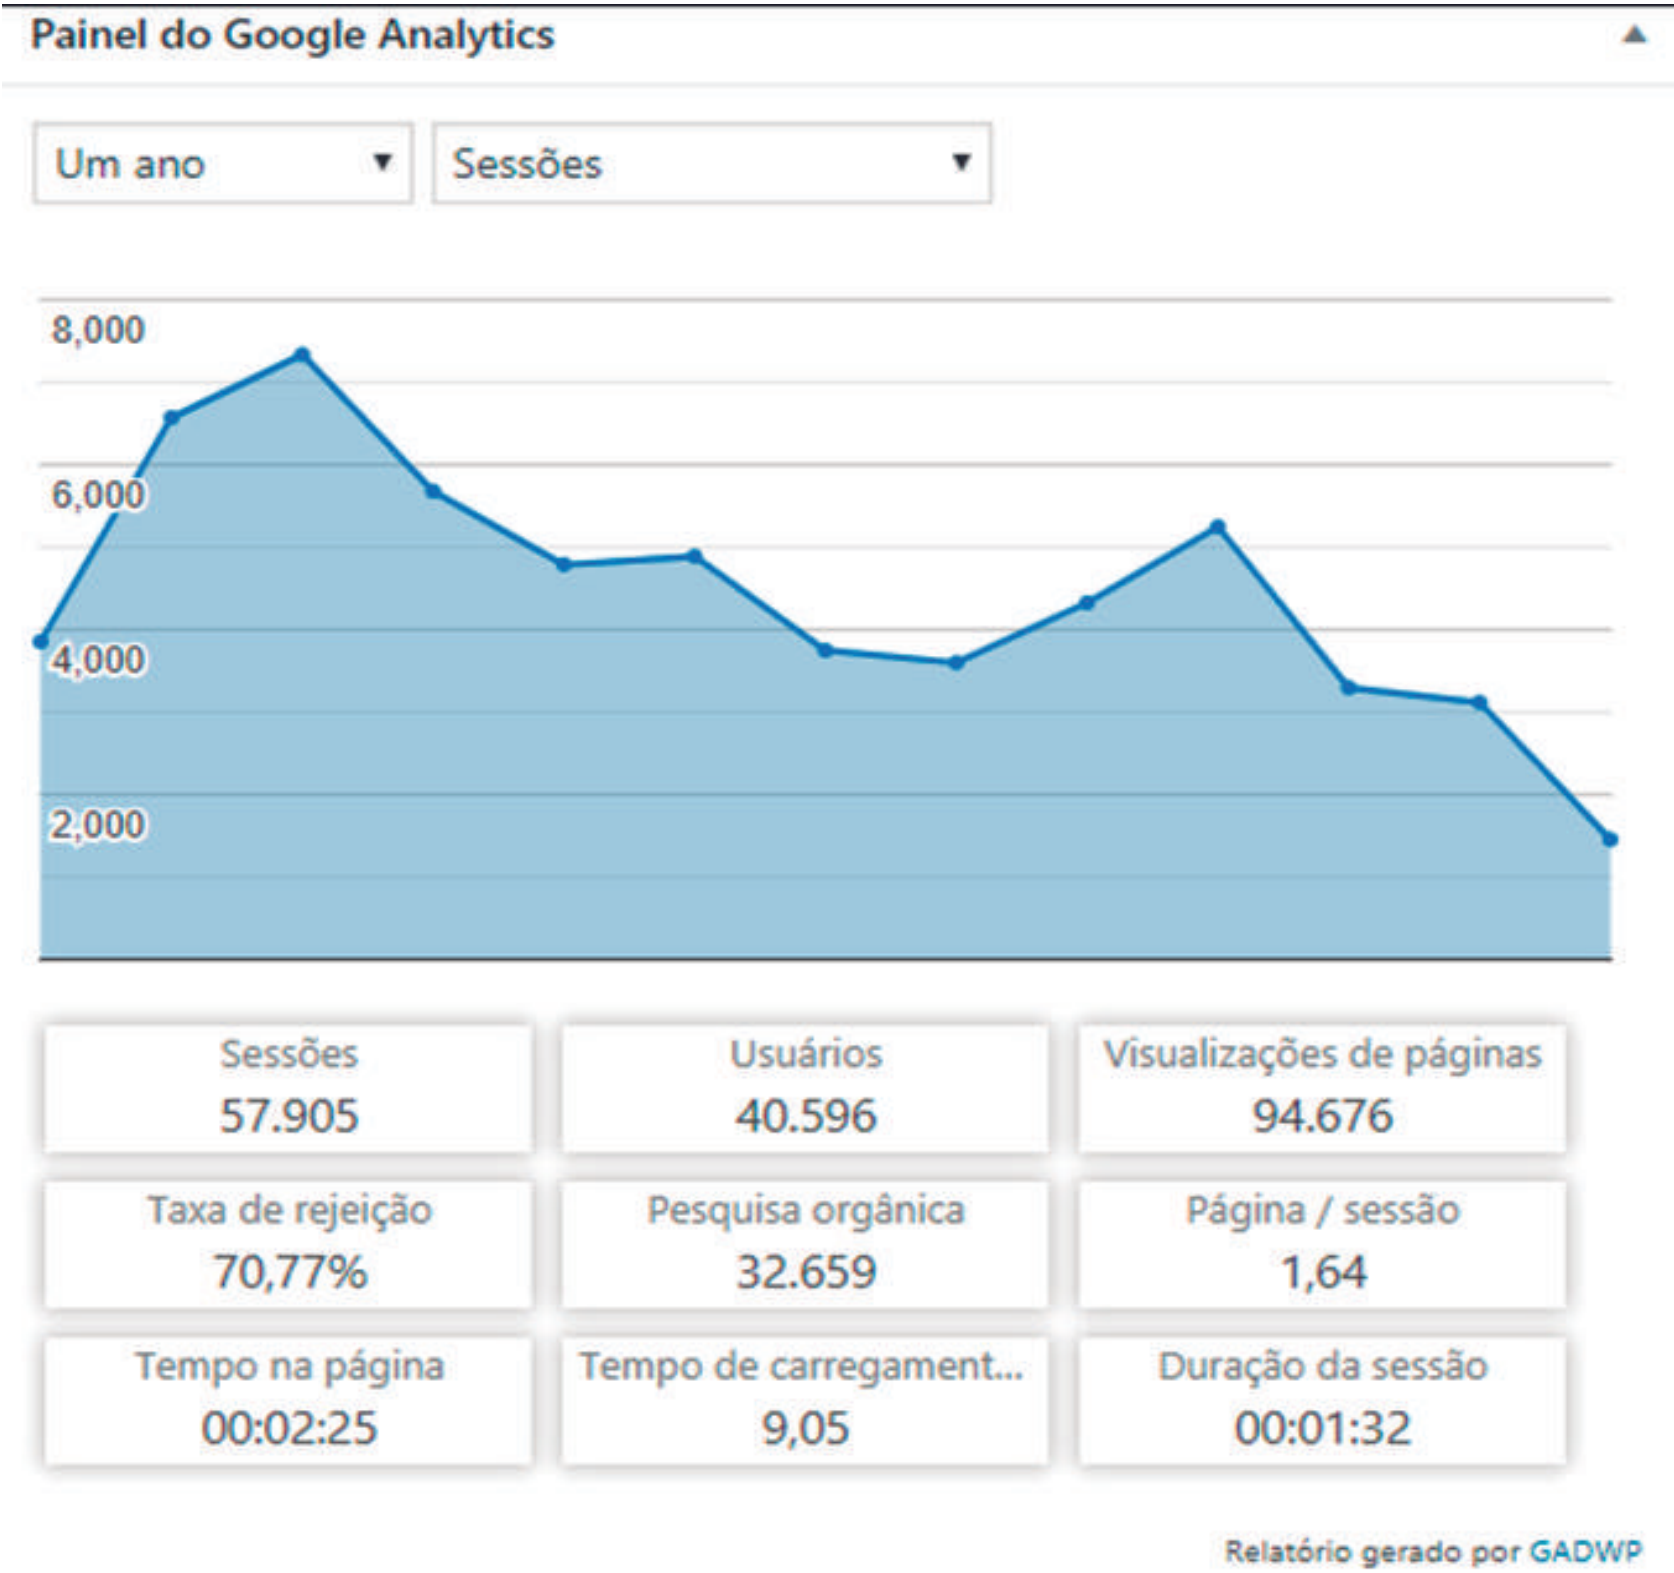 Painel do Google Analytics
Um ano
Sessões
8,000
6,000
4,000
2,000
Sessões
57.905
Usuários
40.596
Visualizações de páginas
94.676
Taxa de rejeição
70,77%
Pesquisa orgânica
32.659
Página / sessão
1,64
Tempo na página
00:02:25
Tempo de carregament...
9,05
Duração da sessão
00:01:32
Relatório gerado por GADWP